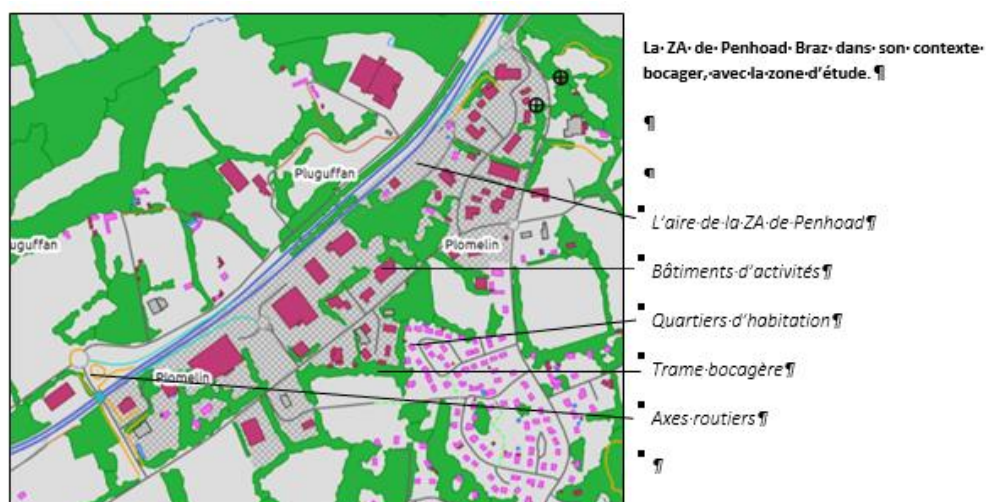 La ZA de Penhoad Braz dans son contexte
bocager, avec la zone d'étude. ¶
¶
¶
L'aire de la ZA de Penhoad¶
Pluguffan
uguffan
Plomelin
Bâtiments d'activités¶
Quartiers d'habitation¶
Trame bocagère¶
Plomelin
Axes routiers¶
¶